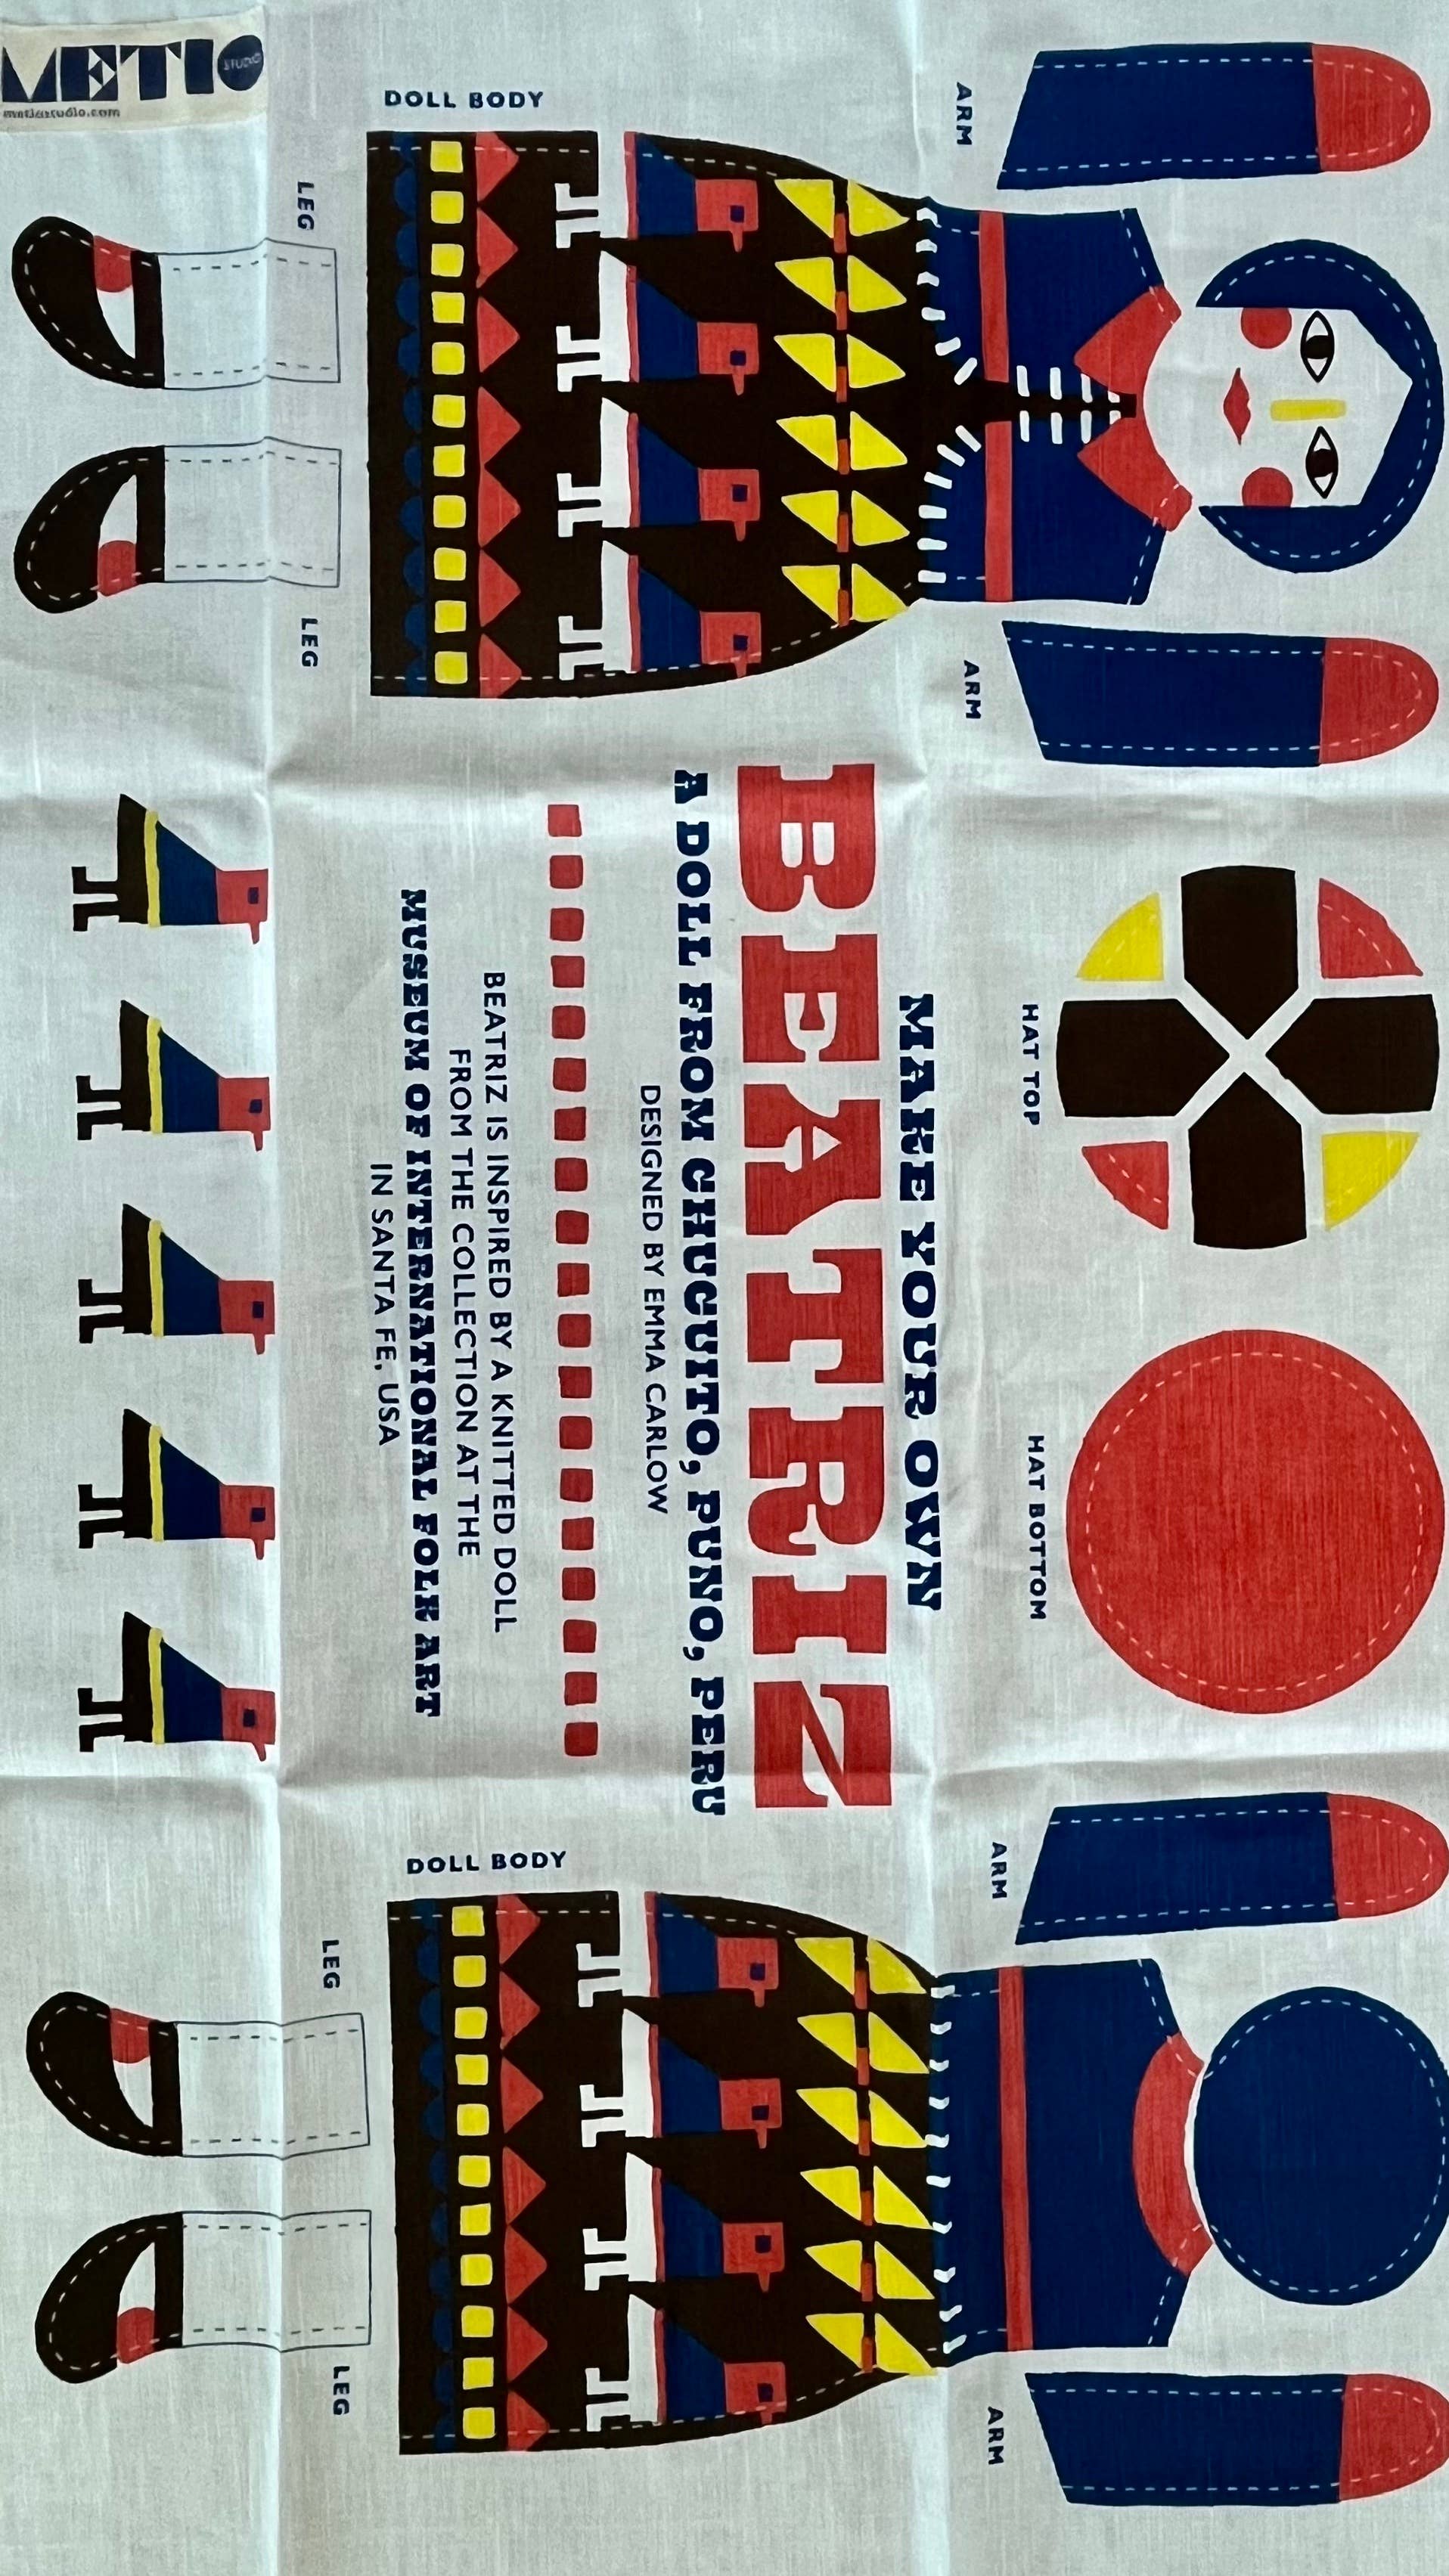 METIO
STUDIO
DOLL BODY
ARM
LEG
LEG
ARM
MAKE YOUR OWN
BEATRIZ
A DOLL FROM CHUCUITO, PUNO, PERU
DESIGNED BY EMMA CARLOW
BEATRIZ IS INSPIRED BY A KNITTED DOLL
FROM THE COLLECTION AT THE
MUSEUM OF INTERNATIONAL FOLK ART
IN SANTA FE, USA
HAT TOP
HAT BOTTOM
ARM
DOLL BODY
LEG
LEG
ARM